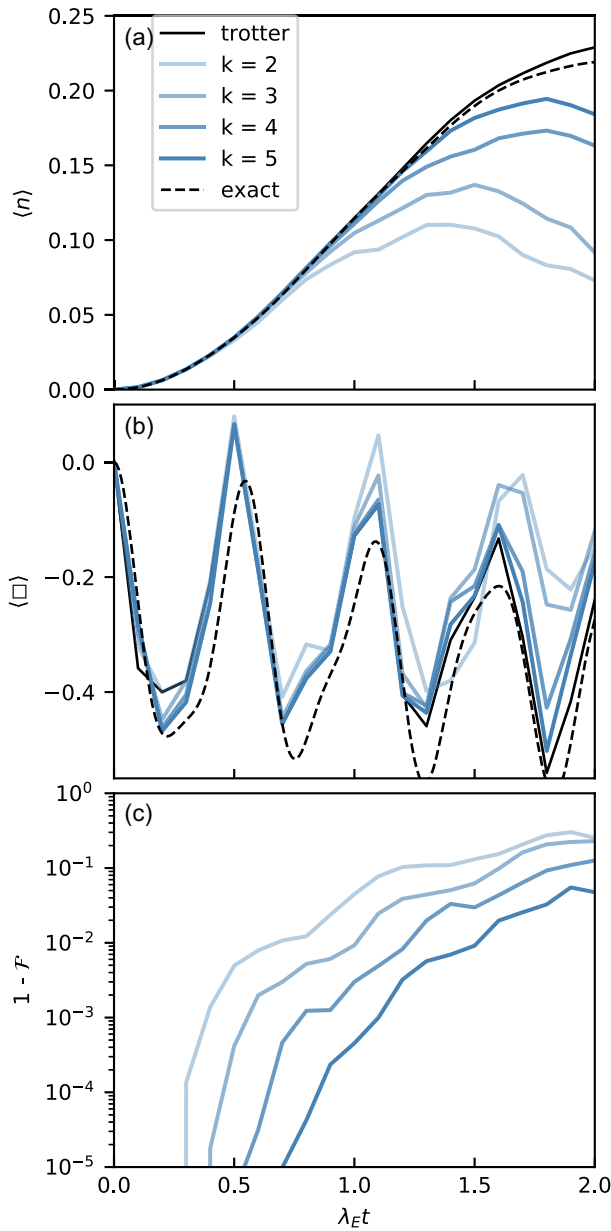 (a)
trotter
k = 2
k = 3
k = 4
k = 5
exact
0.25
0.20
0.15
0.10
0.05
0.00
⟨n⟩
(b)
0.0
−0.2
−0.4
⟨□⟩
(c)
10⁰
10⁻¹
10⁻²
10⁻³
10⁻⁴
10⁻⁵
1 - ℱ
0.0 0.5 1.0 1.5 2.0
λ_E t